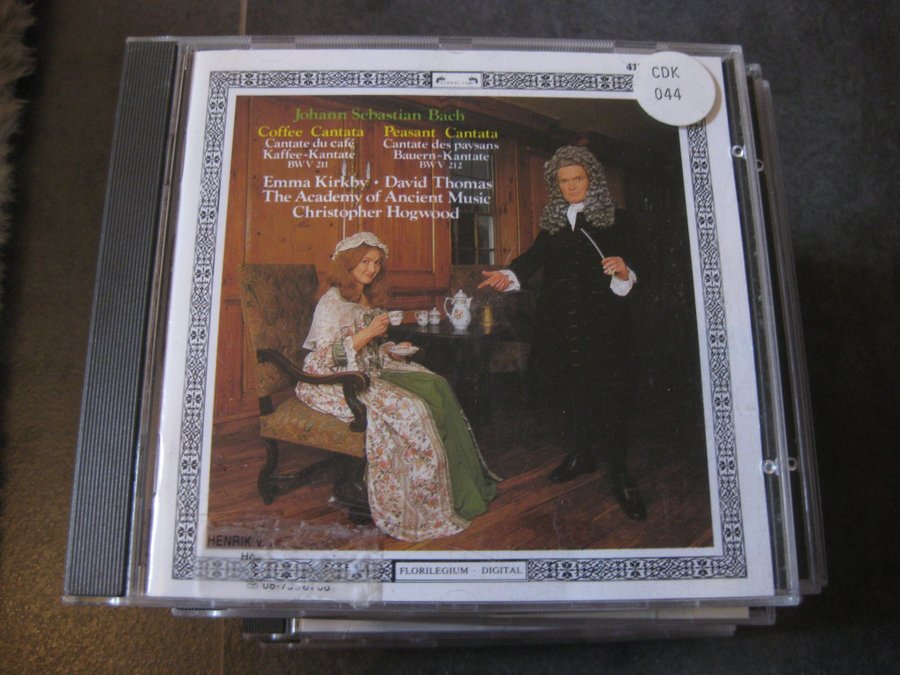 CDK
044
Johann Sebastian Bach
Coffee Cantata
Cantate du café
Kaffee-Kantate
BWV 211
Peasant Cantata
Cantate des paysans
Bauern-Kantate
BWV 212
Emma Kirkby · David Thomas
The Academy of Ancient Music
Christopher Hogwood
HENRIK v.
FLORILEGIUM · DIGITAL